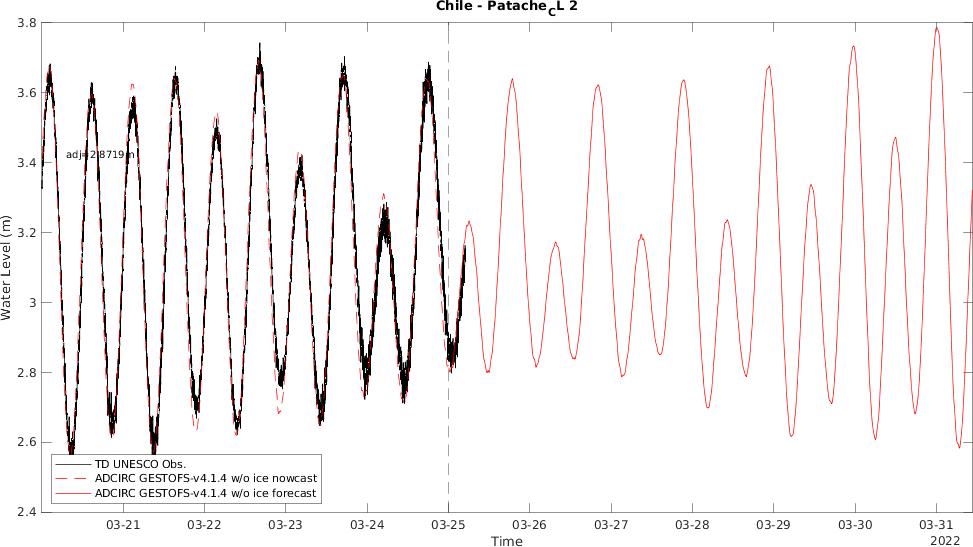 Chile - Patache_CL 2
3.8
3.6
3.4
3.2
3
2.8
2.6
2.4
Water Level (m)
adj=2.8719m
TD UNESCO Obs.
ADCIRC GESTOFS-v4.1.4 w/o ice nowcast
ADCIRC GESTOFS-v4.1.4 w/o ice forecast
03-21 03-22 03-23 03-24 03-25 03-26 03-27 03-28 03-29 03-30 03-31
Time
2022